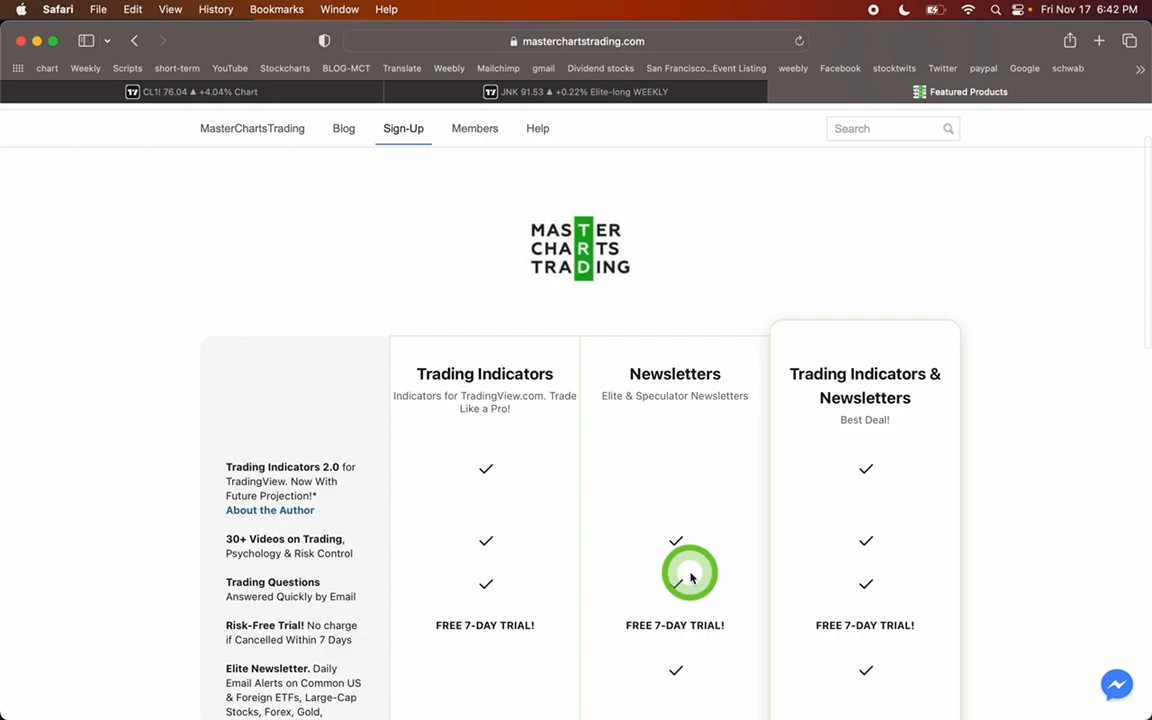 Safari File Edit View History Bookmarks Window Help Fri Nov 17 6:42 PM
masterchartstrading.com
chart Weekly Scripts short-term YouTube Stockcharts BLOG-MCT Translate Weebly Mailchimp gmail Dividend stocks San Francisco...Event Listing weebly Facebook stocktwits Twitter paypal Google schwab
CL1! 76.04 ▲ +4.04% Chart JNK 91.53 ▲ +0.22% Elite-long WEEKLY Featured Products
MasterChartsTrading Blog Sign-Up Members Help Search
MASTER
CHARTS
TRADING
Trading Indicators
Indicators for TradingView.com. Trade
Like a Pro!
Newsletters
Elite & Speculator Newsletters
Trading Indicators &
Newsletters
Best Deal!
Trading Indicators 2.0 for
TradingView. Now With
Future Projection!*
About the Author
30+ Videos on Trading,
Psychology & Risk Control
Trading Questions
Answered Quickly by Email
Risk-Free Trial! No charge
if Cancelled Within 7 Days
FREE 7-DAY TRIAL! FREE 7-DAY TRIAL! FREE 7-DAY TRIAL!
Elite Newsletter. Daily
Email Alerts on Common US
& Foreign ETFs, Large-Cap
Stocks, Forex, Gold,